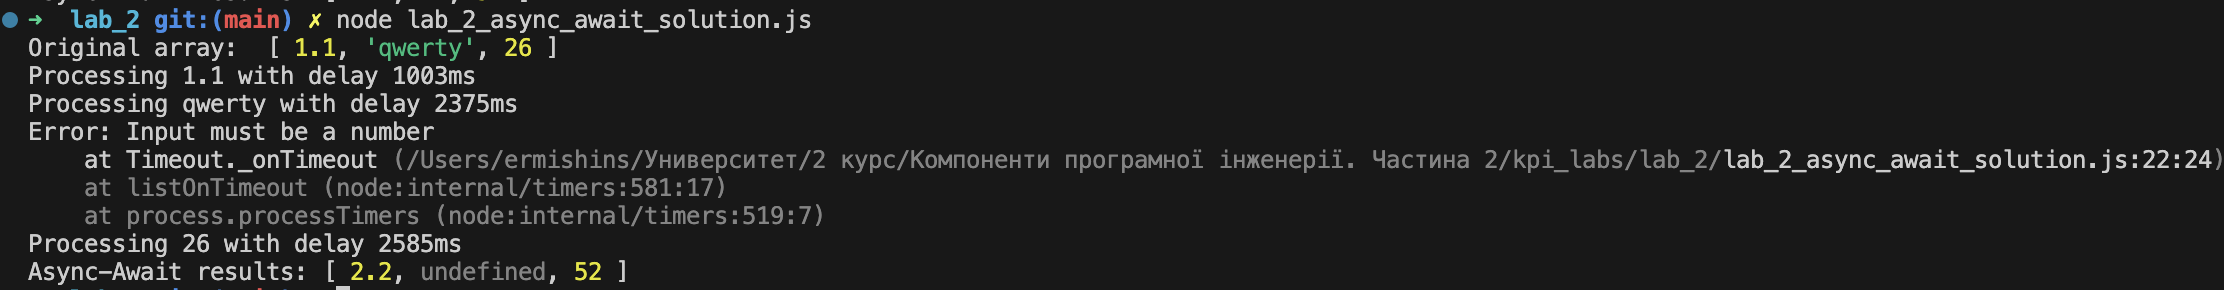 ➜  lab_2 git:(main) ✗ node lab_2_async_await_solution.js
Original array:  [ 1.1, 'qwerty', 26 ]
Processing 1.1 with delay 1003ms
Processing qwerty with delay 2375ms
Error: Input must be a number
    at Timeout._onTimeout (/Users/ermishins/Университет/2 курс/Компоненти програмної інженерії. Частина 2/kpi_labs/lab_2/lab_2_async_await_solution.js:22:24)
    at listOnTimeout (node:internal/timers:581:17)
    at process.processTimers (node:internal/timers:519:7)
Processing 26 with delay 2585ms
Async-Await results: [ 2.2, undefined, 52 ]